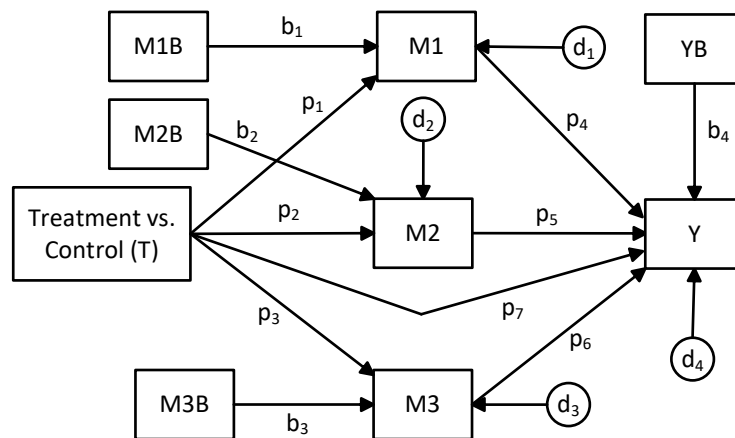 M1B
b₁
M1
d₁
YB
p₁
d₂
p₄
b₄
M2B
b₂
Treatment vs.
Control (T)
p₂
M2
p₅
Y
p₃
p₇
p₆
d₄
M3B
b₃
M3
d₃